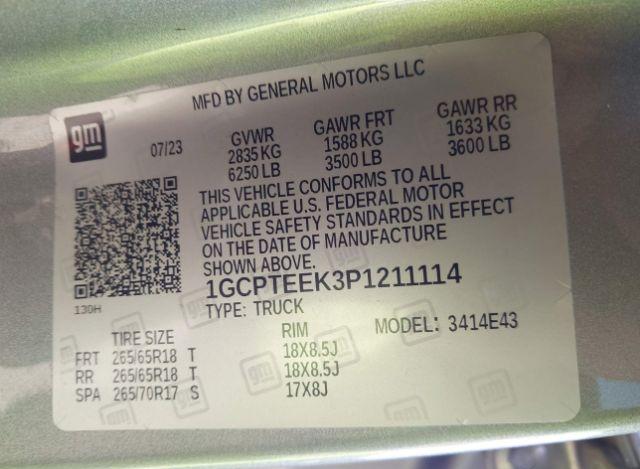 MFD BY GENERAL MOTORS LLC
gm
07/23
GVWR
2835 KG
6250 LB
GAWR FRT
1588 KG
3500 LB
GAWR RR
1633 KG
3600 LB
THIS VEHICLE CONFORMS TO ALL
APPLICABLE U.S. FEDERAL MOTOR
VEHICLE SAFETY STANDARDS IN EFFECT
ON THE DATE OF MANUFACTURE
SHOWN ABOVE.
130H
1GCPTEEK3P1211114
TYPE: TRUCK
MODEL: 3414E43
TIRE SIZE RIM
FRT 265/65R18 T 18X8.5J
RR 265/65R18 T 18X8.5J
SPA 265/70R17 S 17X8J